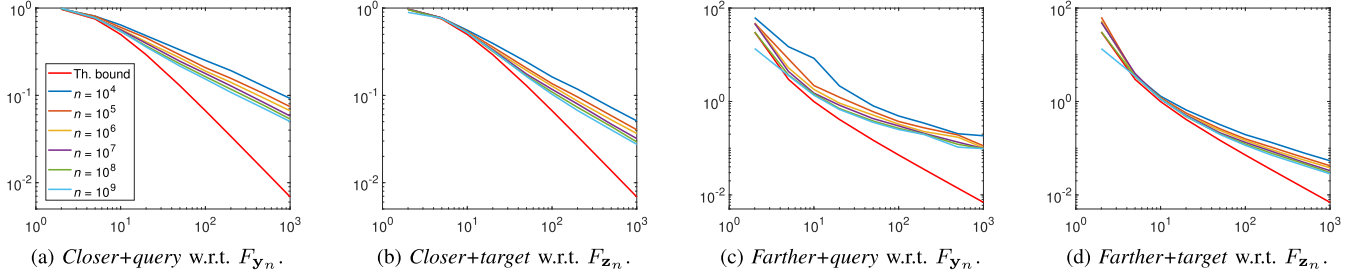 10^0
10^-1
10^-2
10^0 10^1 10^2 10^3
Th. bound
n = 10^4
n = 10^5
n = 10^6
n = 10^7
n = 10^8
n = 10^9
(a) Closer+query w.r.t. F_{y_n}.
10^0
10^-1
10^-2
10^0 10^1 10^2 10^3
(b) Closer+target w.r.t. F_{z_n}.
10^2
10^0
10^-2
10^0 10^1 10^2 10^3
(c) Farther+query w.r.t. F_{y_n}.
10^2
10^0
10^-2
10^0 10^1 10^2 10^3
(d) Farther+target w.r.t. F_{z_n}.